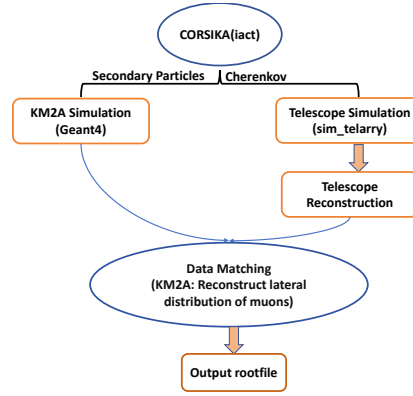 CORSIKA(iact)
Secondary Particles
Cherenkov
KM2A Simulation
(Geant4)
Telescope Simulation
(sim_telarry)
Telescope
Reconstruction
Data Matching
(KM2A: Reconstruct lateral
distribution of muons)
Output rootfile